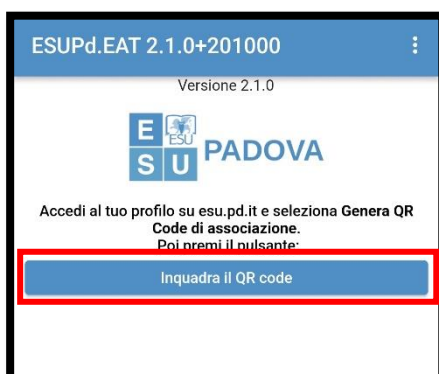 ESUPd.EAT 2.1.0+201000
Versione 2.1.0
E
ESU
S U
PADOVA
Accedi al tuo profilo su esu.pd.it e seleziona Genera QR
Code di associazione.
Poi premi il pulsante:
Inquadra il QR code